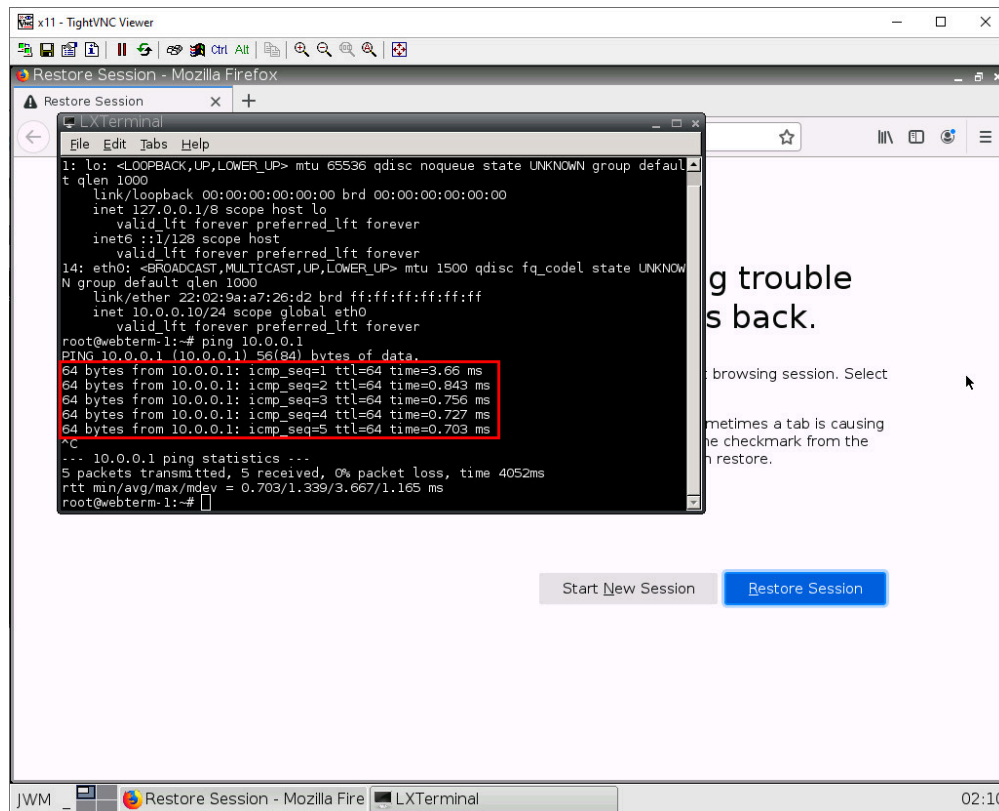 x11 - TightVNC Viewer
Ctrl Alt
Restore Session - Mozilla Firefox
Restore Session
LXTerminal
File Edit Tabs Help
1: lo: <LOOPBACK,UP,LOWER_UP> mtu 65536 qdisc noqueue state UNKNOWN group defaul
t qlen 1000
link/loopback 00:00:00:00:00:00 brd 00:00:00:00:00:00
inet 127.0.0.1/8 scope host lo
valid_lft forever preferred_lft forever
inet6 ::1/128 scope host
valid_lft forever preferred_lft forever
14: eth0: <BROADCAST,MULTICAST,UP,LOWER_UP> mtu 1500 qdisc fq_codel state UNKNOW
N group default qlen 1000
link/ether 22:02:9a:a7:26:d2 brd ff:ff:ff:ff:ff:ff
inet 10.0.0.10/24 scope global eth0
valid_lft forever preferred_lft forever
root@webterm-1:~# ping 10.0.0.1
PING 10.0.0.1 (10.0.0.1) 56(84) bytes of data.
64 bytes from 10.0.0.1: icmp_seq=1 ttl=64 time=3.66 ms
64 bytes from 10.0.0.1: icmp_seq=2 ttl=64 time=0.843 ms
64 bytes from 10.0.0.1: icmp_seq=3 ttl=64 time=0.756 ms
64 bytes from 10.0.0.1: icmp_seq=4 ttl=64 time=0.727 ms
64 bytes from 10.0.0.1: icmp_seq=5 ttl=64 time=0.703 ms
^C
--- 10.0.0.1 ping statistics ---
5 packets transmitted, 5 received, 0% packet loss, time 4052ms
rtt min/avg/max/mdev = 0.703/1.339/3.667/1.165 ms
root@webterm-1:~#
g trouble
s back.
browsing session. Select
metimes a tab is causing
e checkmark from the
restore.
Start New Session
Restore Session
JWM
Restore Session - Mozilla Fire
LXTerminal
02:10